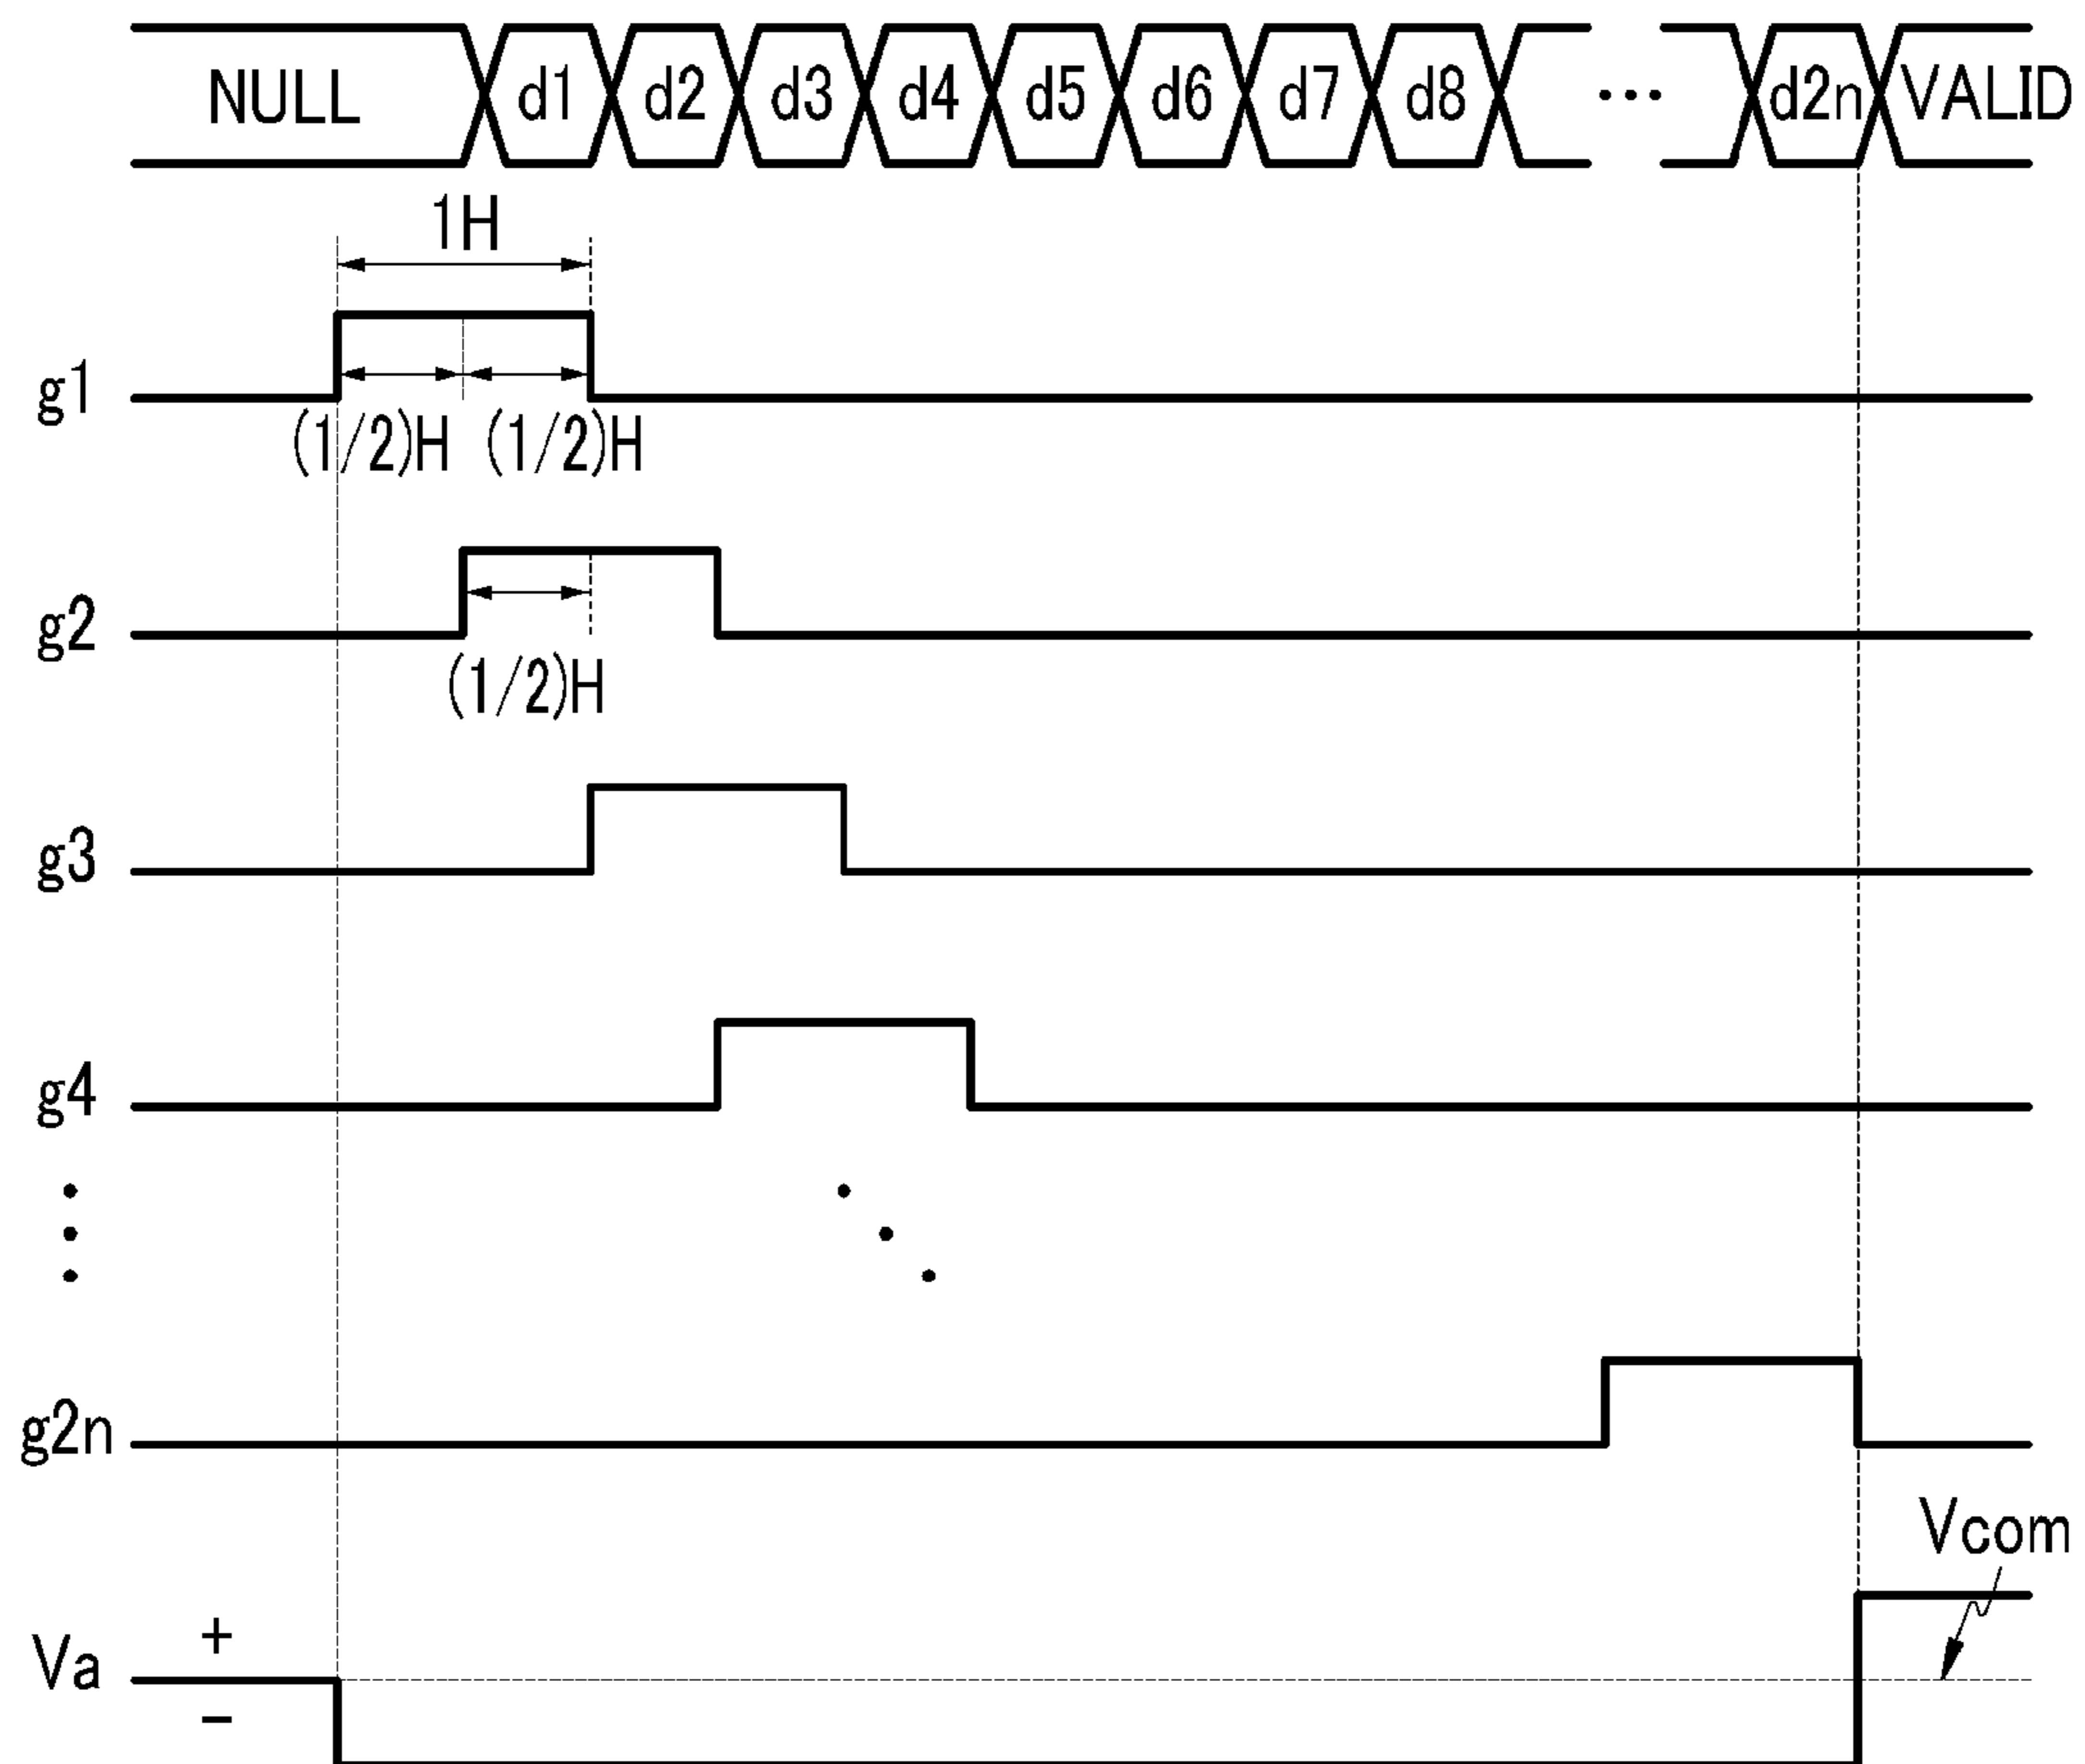 NULL d1 d2 d3 d4 d5 d6 d7 d8 ... d2n VALID
1H
g1
(1/2)H (1/2)H
g2
(1/2)H
g3
g4
g2n
Vcom
+
Va
−